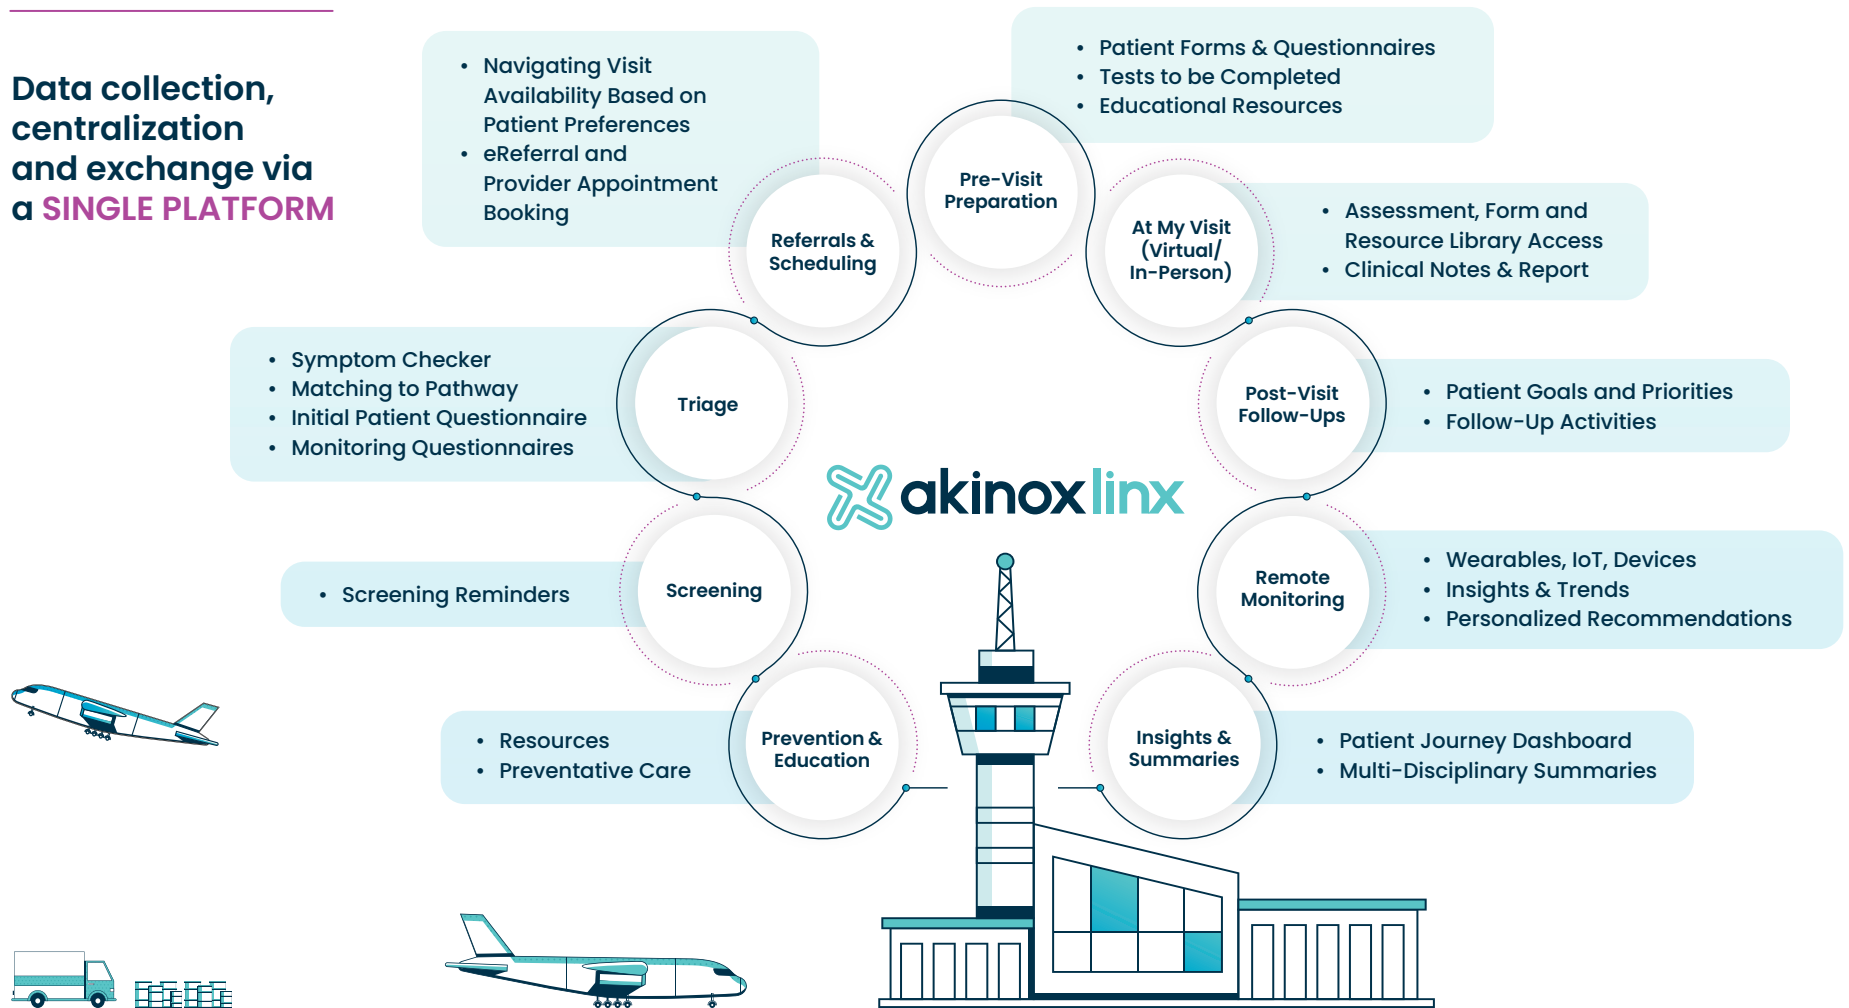 Data collection,
centralization
and exchange via
a SINGLE PLATFORM
• Navigating Visit
Availability Based on
Patient Preferences
• eReferral and
Provider Appointment
Booking
• Patient Forms & Questionnaires
• Tests to be Completed
• Educational Resources
Pre-Visit
Preparation
Referrals &
Scheduling
At My Visit
(Virtual/
In-Person)
• Assessment, Form and
Resource Library Access
• Clinical Notes & Report
• Symptom Checker
• Matching to Pathway
• Initial Patient Questionnaire
• Monitoring Questionnaires
Triage
Post-Visit
Follow-Ups
• Patient Goals and Priorities
• Follow-Up Activities
akinox linx
• Screening Reminders
Screening
Remote
Monitoring
• Wearables, IoT, Devices
• Insights & Trends
• Personalized Recommendations
• Resources
• Preventative Care
Prevention &
Education
Insights &
Summaries
• Patient Journey Dashboard
• Multi-Disciplinary Summaries